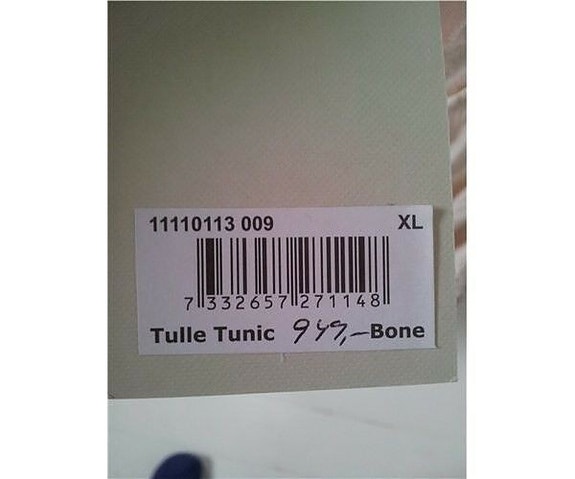 11110113 009 XL
7 332657 271148
Tulle Tunic 949,- Bone